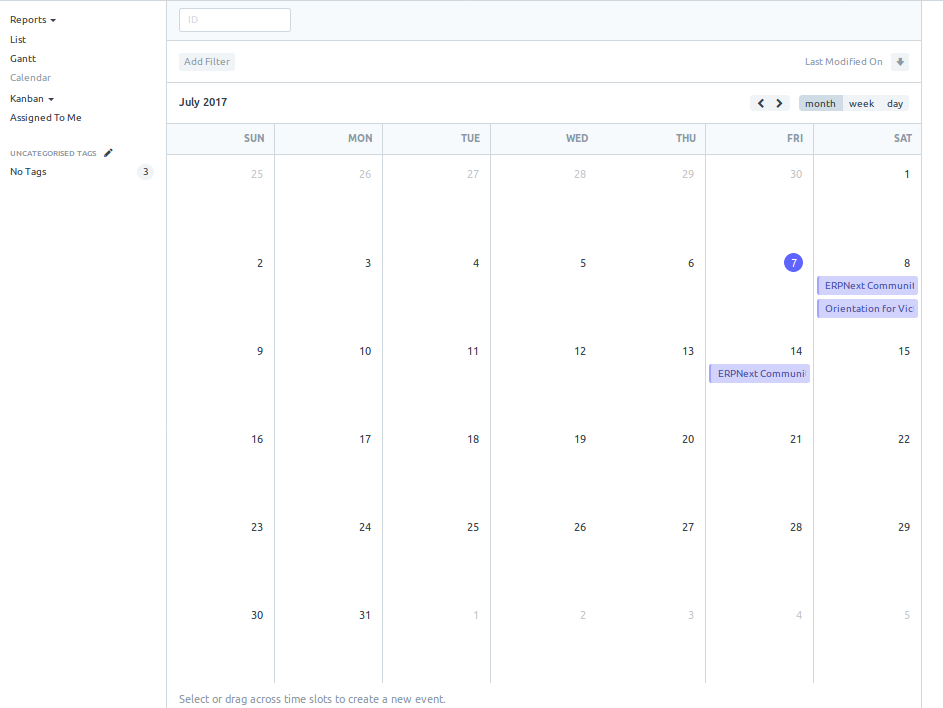 Reports
List
Gantt
Calendar
Kanban
Assigned To Me
UNCATEGORISED TAGS
No Tags 3
ID
Add Filter Last Modified On
July 2017 month week day
SUN MON TUE WED THU FRI SAT
25 26 27 28 29 30 1
2 3 4 5 6 7 8
ERPNext Communit
Orientation for Vic
9 10 11 12 13 14 15
ERPNext Communi
16 17 18 19 20 21 22
23 24 25 26 27 28 29
30 31 1 2 3 4 5
Select or drag across time slots to create a new event.